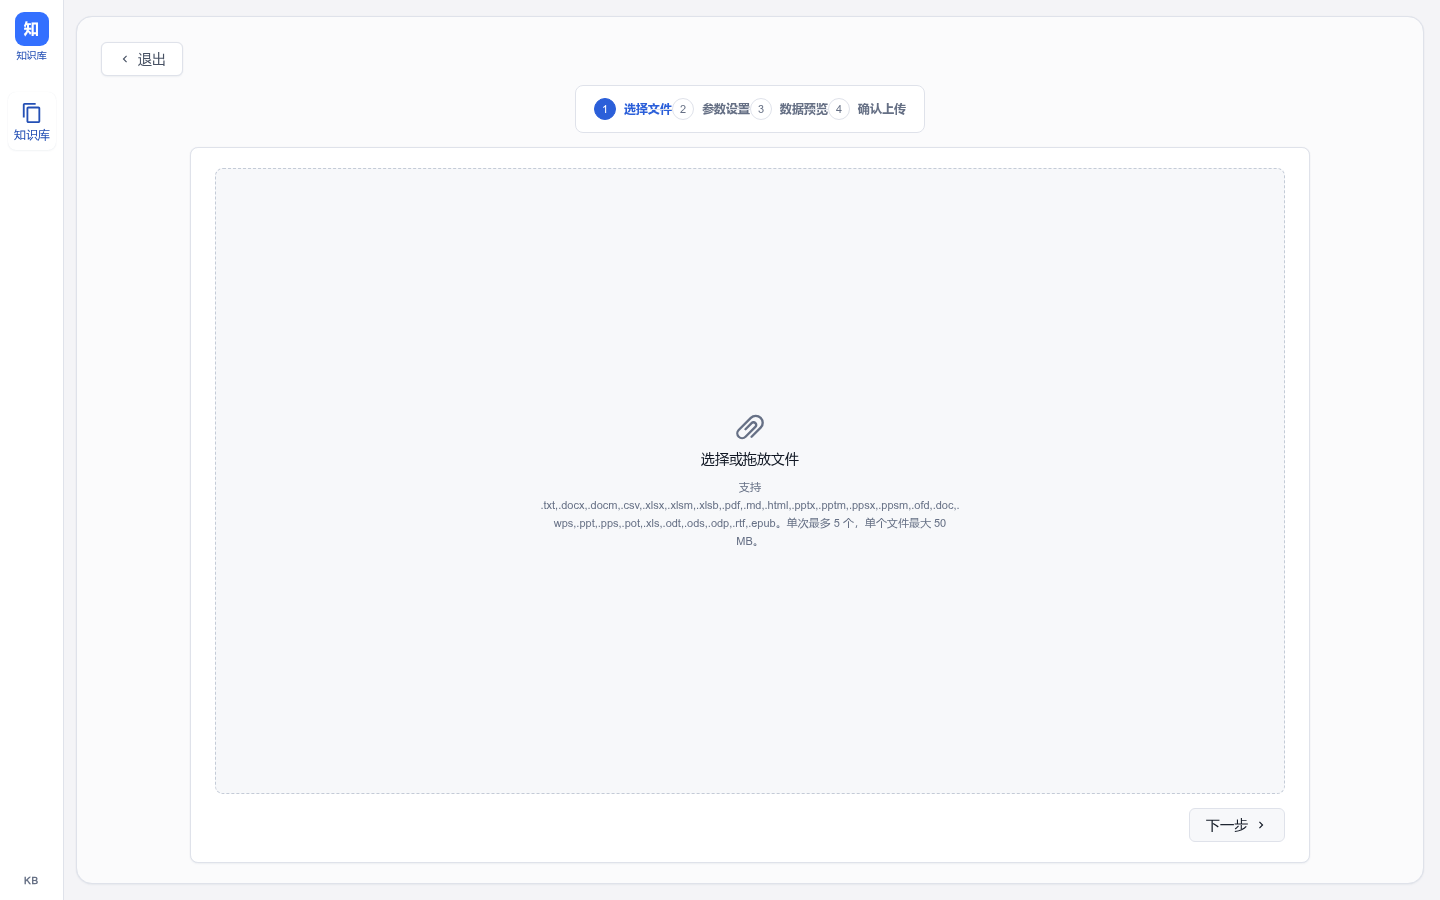 知
知识库
知识库
KB
退出
1 选择文件 2 参数设置 3 数据预览 4 确认上传
选择或拖放文件
支持
.txt,.docx,.docm,.csv,.xlsx,.xlsm,.xlsb,.pdf,.md,.html,.pptx,.pptm,.ppsx,.ppsm,.ofd,.doc,.
wps,.ppt,.pps,.pot,.xls,.odt,.ods,.odp,.rtf,.epub。单次最多 5 个，单个文件最大 50
MB。
下一步